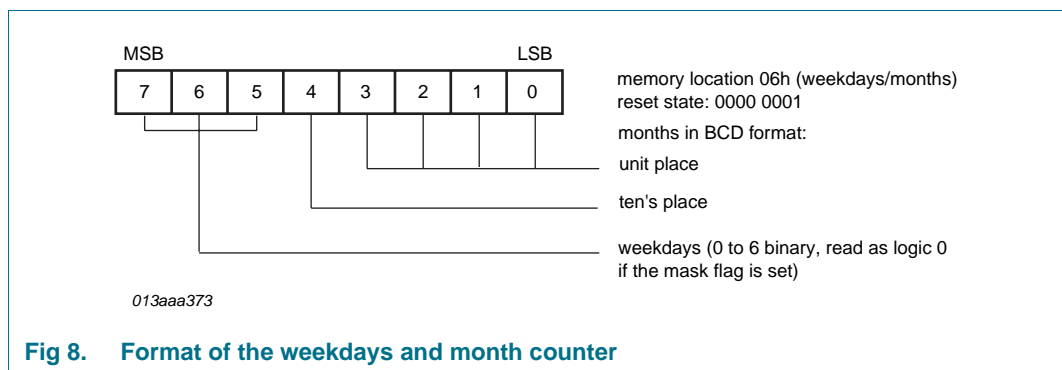 MSB LSB
7 6 5 4 3 2 1 0
memory location 06h (weekdays/months)
reset state: 0000 0001
months in BCD format:
unit place
ten's place
weekdays (0 to 6 binary, read as logic 0
if the mask flag is set)
013aaa373
Fig 8. Format of the weekdays and month counter